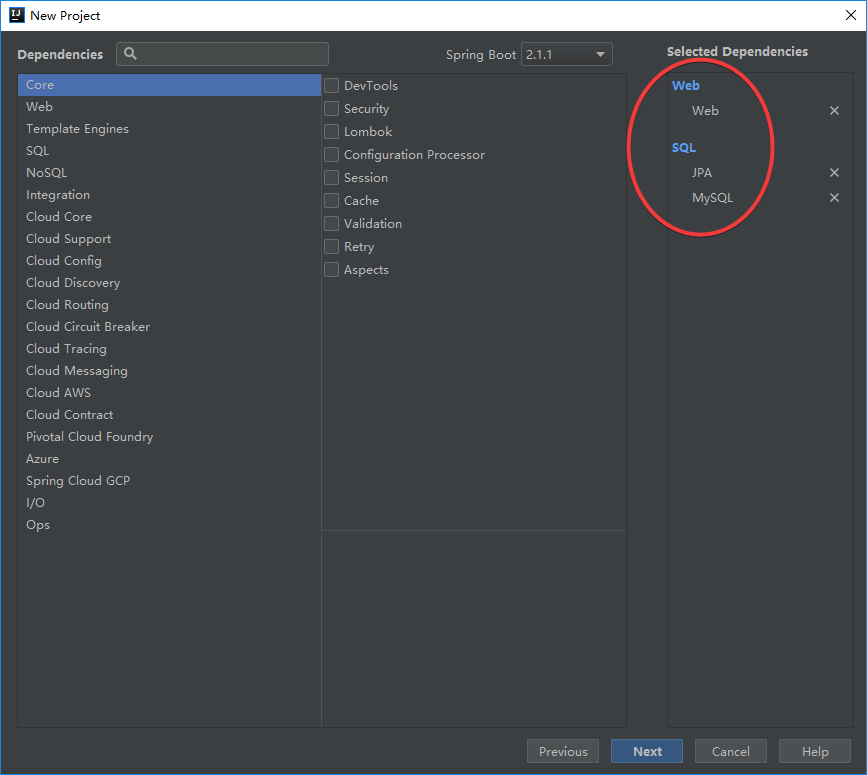 New Project
Dependencies
Spring Boot 2.1.1
Selected Dependencies
Core
Web
Template Engines
SQL
NoSQL
Integration
Cloud Core
Cloud Support
Cloud Config
Cloud Discovery
Cloud Routing
Cloud Circuit Breaker
Cloud Tracing
Cloud Messaging
Cloud AWS
Cloud Contract
Pivotal Cloud Foundry
Azure
Spring Cloud GCP
I/O
Ops
DevTools
Security
Lombok
Configuration Processor
Session
Cache
Validation
Retry
Aspects
Web
Web
SQL
JPA
MySQL
Previous
Next
Cancel
Help